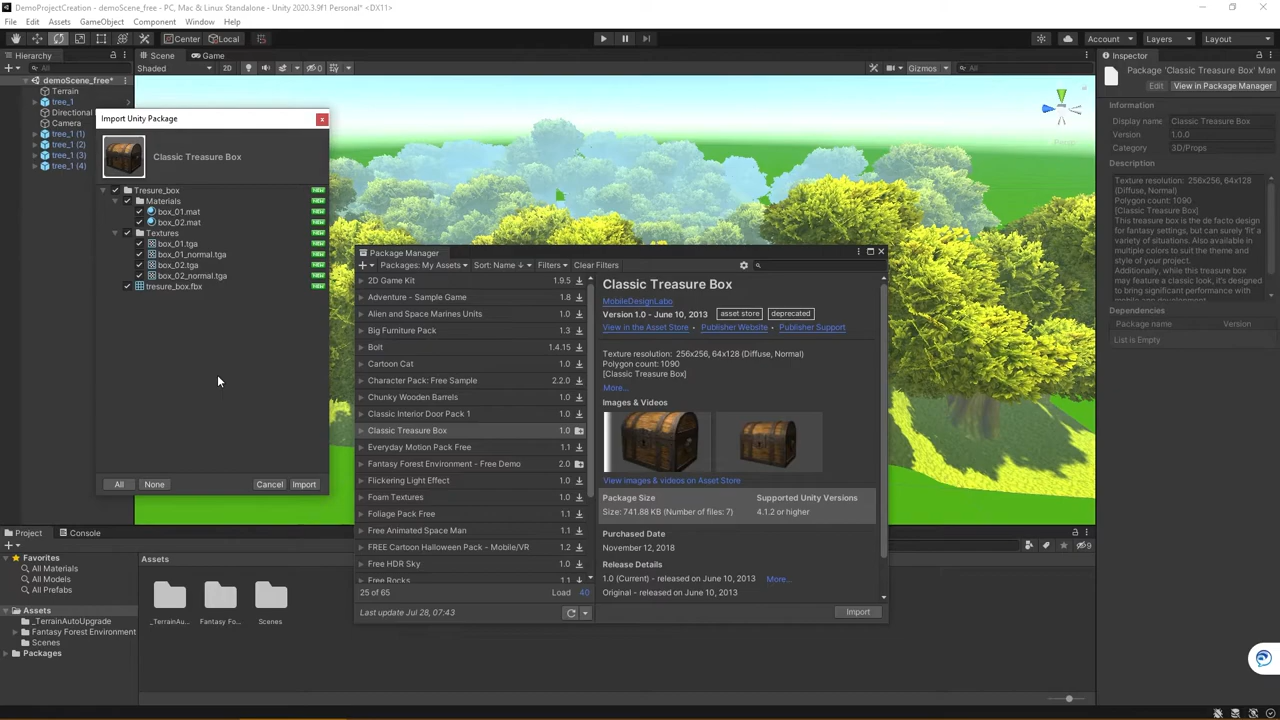 DemoProjectCreation - demoScene_free - PC, Mac & Linux Standalone - Unity 2020.3.9f1 Personal* <DX11>
File Edit Assets GameObject Component Window Help
Center Local Account Layers Layout
Hierarchy Scene Game Inspector
All Shaded 2D 0 Gizmos All
demoScene_free*
Terrain
tree_1
Directional
Camera
tree_1 (1)
tree_1 (2)
tree_1 (3)
tree_1 (4)
Import Unity Package
Classic Treasure Box
Tresure_box NEW
Materials NEW
box_01.mat NEW
box_02.mat NEW
Textures NEW
box_01.tga NEW
box_01_normal.tga NEW
box_02.tga NEW
box_02_normal.tga NEW
tresure_box.fbx NEW
All None Cancel Import
Persp
Package Manager
Packages: My Assets Sort: Name ↓ Filters Clear Filters
2D Game Kit 1.9.5
Adventure - Sample Game 1.8
Alien and Space Marines Units 1.0
Big Furniture Pack 1.3
Bolt 1.4.15
Cartoon Cat 1.0
Character Pack: Free Sample 2.2.0
Chunky Wooden Barrels 1.0
Classic Interior Door Pack 1 1.0
Classic Treasure Box 1.0
Everyday Motion Pack Free 1.1
Fantasy Forest Environment - Free Demo 2.0
Flickering Light Effect 1.0
Foam Textures 1.0
Foliage Pack Free 1.1
Free Animated Space Man 1.1
FREE Cartoon Halloween Pack - Mobile/VR 1.2
Free HDR Sky 1.0
Free Rocks 1.1
25 of 65 Load 40
Last update Jul 28, 07:43
Classic Treasure Box
MobileDesignLabo
Version 1.0 - June 10, 2013 asset store deprecated
View in the Asset Store • Publisher Website • Publisher Support
Texture resolution: 256x256, 64x128 (Diffuse, Normal)
Polygon count: 1090
[Classic Treasure Box]
More...
Images & Videos
View images & videos on Asset Store
Package Size Supported Unity Versions
Size: 741.88 KB (Number of files: 7) 4.1.2 or higher
Purchased Date
November 12, 2018
Release Details
1.0 (Current) - released on June 10, 2013 More...
Original - released on June 10, 2013
Import
Package 'Classic Treasure Box' Man
Edit View in Package Manager
Information
Display name Classic Treasure Box
Version 1.0.0
Category 3D/Props
Description
Texture resolution: 256x256, 64x128
(Diffuse, Normal)
Polygon count: 1090
[Classic Treasure Box]
This treasure box is the de facto design
for fantasy settings, but can surely 'fit' a
variety of situations. Also available in
multiple colors to suit the theme and
style of your project.
Additionally, while this treasure box
may feature a classic look, it's designed
to bring significant performance with
Dependencies
Package name Version
List is Empty
Project Console
9
Favorites
All Materials
All Models
All Prefabs
Assets
_TerrainAutoUpgrade
Fantasy Forest Environment
Scenes
Packages
Assets
_TerrainAu... Fantasy Fo... Scenes